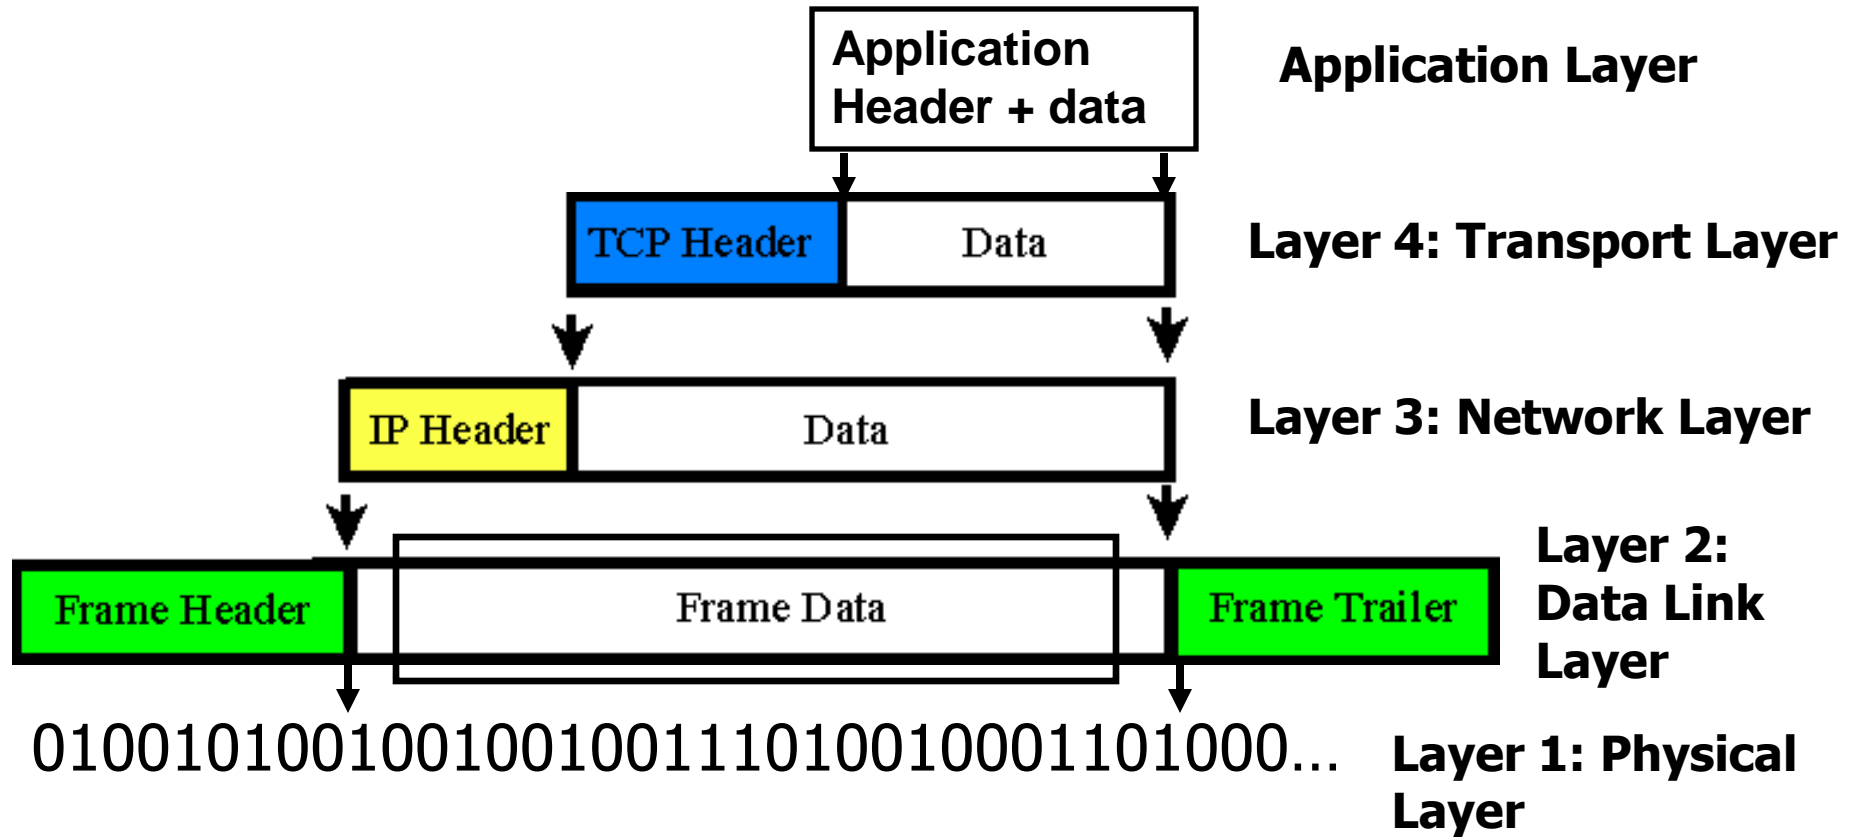 Application
Header + data
Application Layer
TCP Header
Data
Layer 4: Transport Layer
IP Header
Data
Layer 3: Network Layer
Frame Header
Frame Data
Frame Trailer
Layer 2:
Data Link
Layer
0100101001001001001110100100001101000...
Layer 1: Physical
Layer